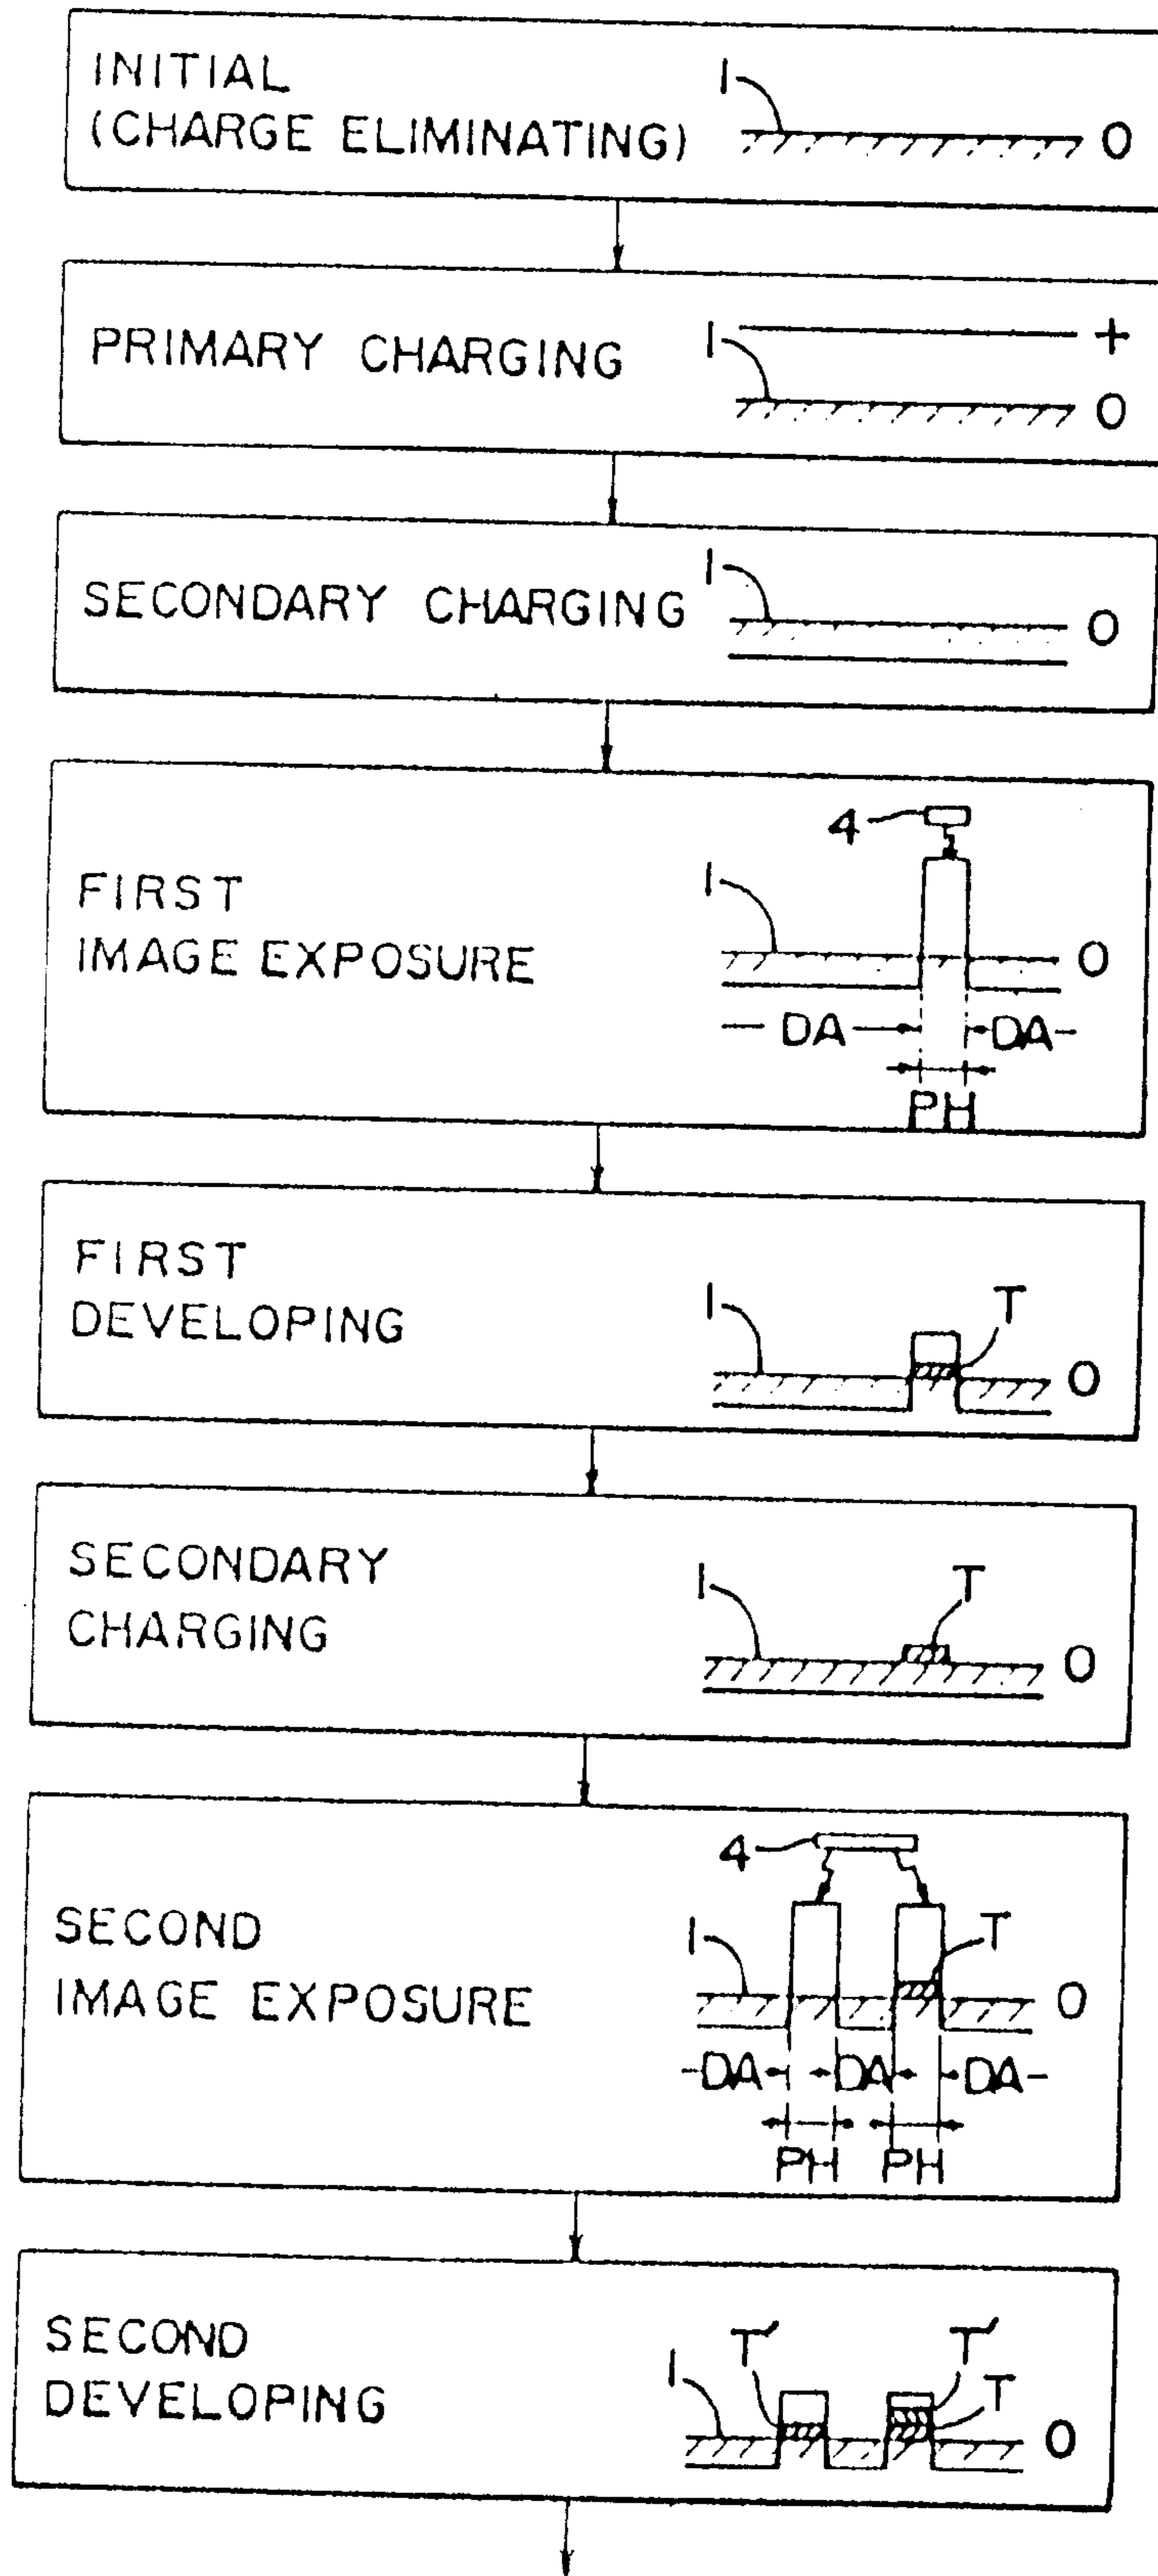 INITIAL
(CHARGE ELIMINATING)
1
0
PRIMARY CHARGING
1
+
0
SECONDARY CHARGING
1
0
FIRST
IMAGE EXPOSURE
4
1
0
DA
DA
PH
FIRST
DEVELOPING
1
T
0
SECONDARY
CHARGING
1
T
0
SECOND
IMAGE EXPOSURE
4
1
T
0
DA
DA
DA
PH
PH
SECOND
DEVELOPING
1
T'
T'
T
0